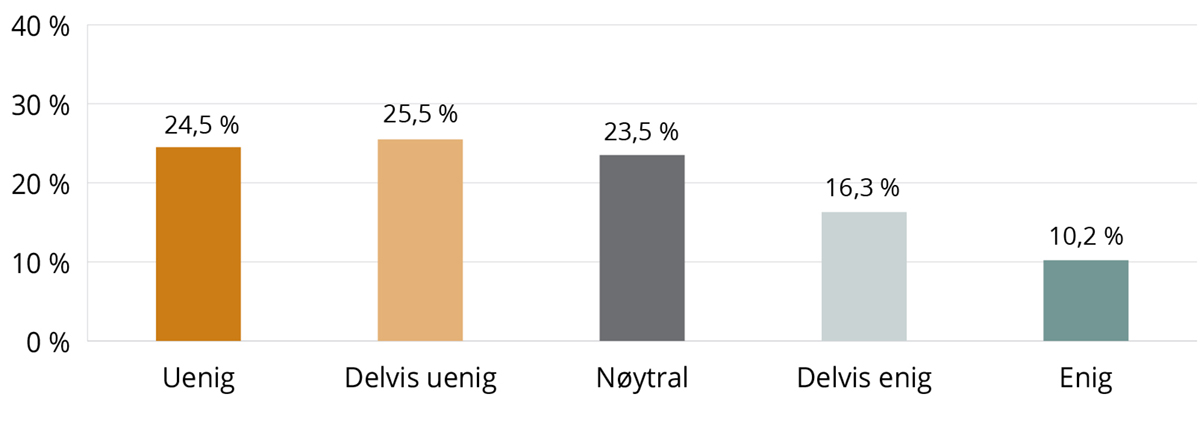 40 %
30 %
20 %
10 %
0 %
24,5 %
25,5 %
23,5 %
16,3 %
10,2 %
Uenig
Delvis uenig
Nøytral
Delvis enig
Enig